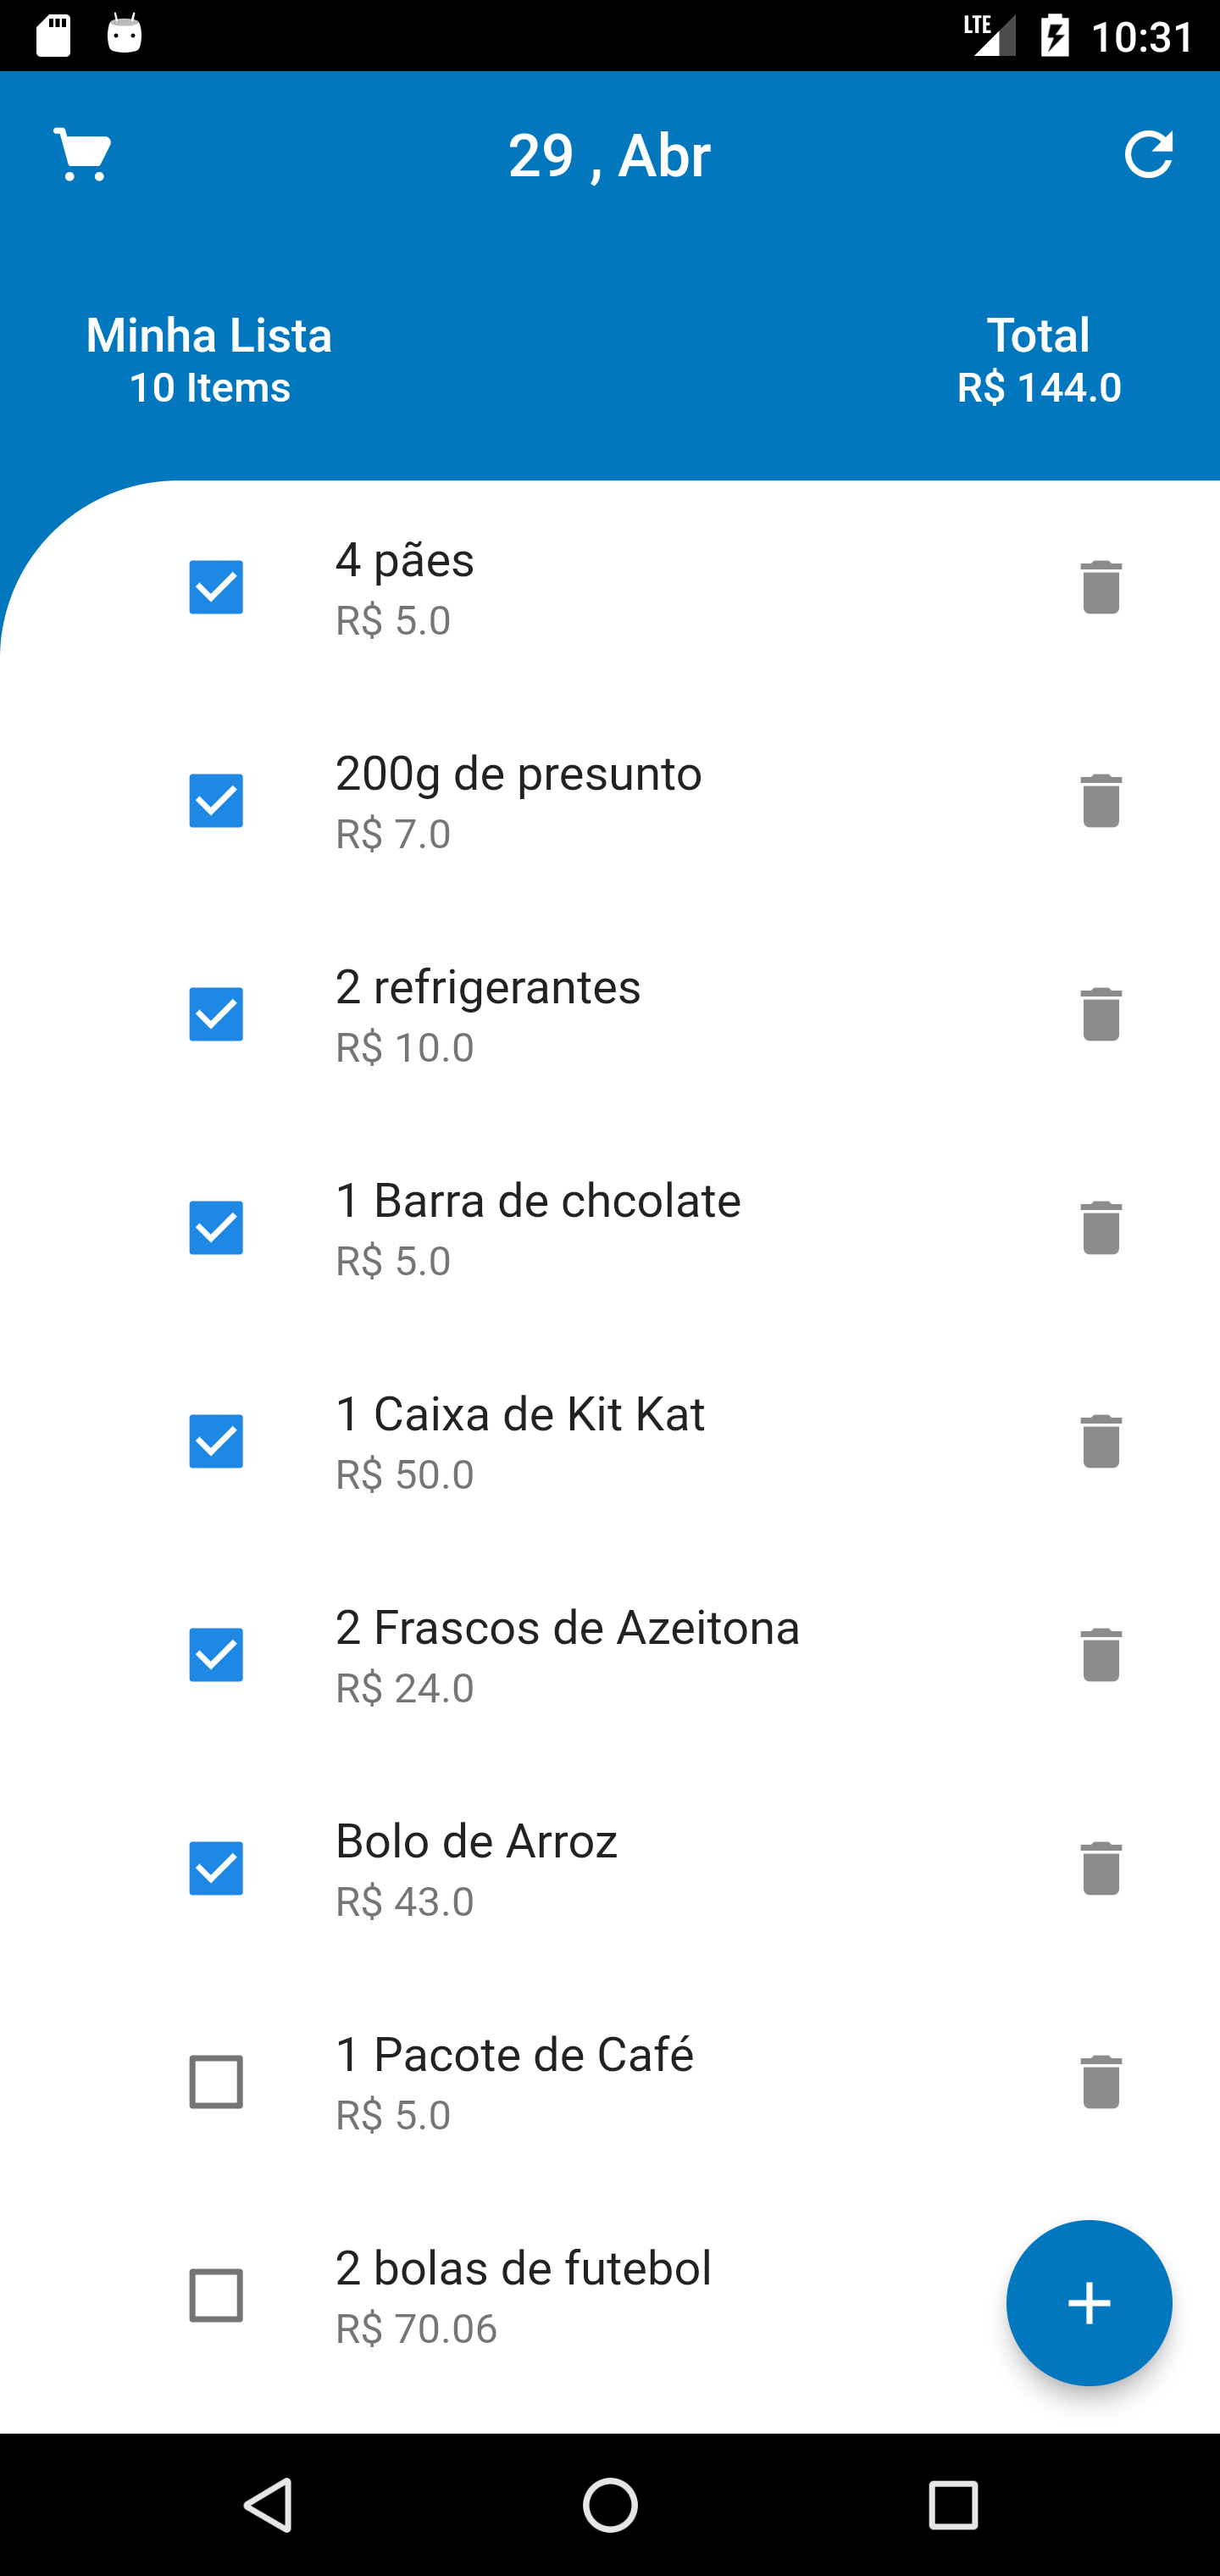 LTE 10:31
29 , Abr
Minha Lista
10 Items
Total
R$ 144.0
4 pães
R$ 5.0
200g de presunto
R$ 7.0
2 refrigerantes
R$ 10.0
1 Barra de chcolate
R$ 5.0
1 Caixa de Kit Kat
R$ 50.0
2 Frascos de Azeitona
R$ 24.0
Bolo de Arroz
R$ 43.0
1 Pacote de Café
R$ 5.0
2 bolas de futebol
R$ 70.06